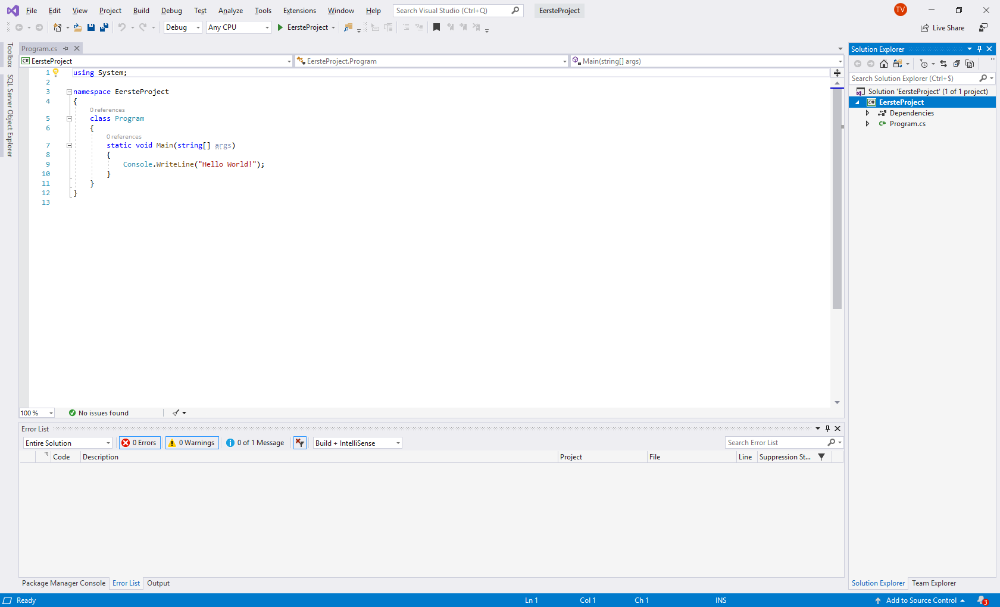 File Edit View Project Build Debug Test Analyze Tools Extensions Window Help Search Visual Studio (Ctrl+Q) EersteProject TV
Debug Any CPU EersteProject Live Share
Toolbox
SQL Server Object Explorer
Program.cs
EersteProject EersteProject.Program Main(string[] args)
1 using System;
2
3 namespace EersteProject
4 {
0 references
5 class Program
6 {
0 references
7 static void Main(string[] args)
8 {
9 Console.WriteLine("Hello World!");
10 }
11 }
12 }
13
100 % No issues found
Error List
Entire Solution 0 Errors 0 Warnings 0 of 1 Message Build + IntelliSense Search Error List
Code Description Project File Line Suppression St...
Package Manager Console Error List Output
Solution Explorer
Search Solution Explorer (Ctrl+$)
Solution 'EersteProject' (1 of 1 project)
C# EersteProject
Dependencies
C# Program.cs
Solution Explorer Team Explorer
Ready Ln 1 Col 1 Ch 1 INS Add to Source Control 3